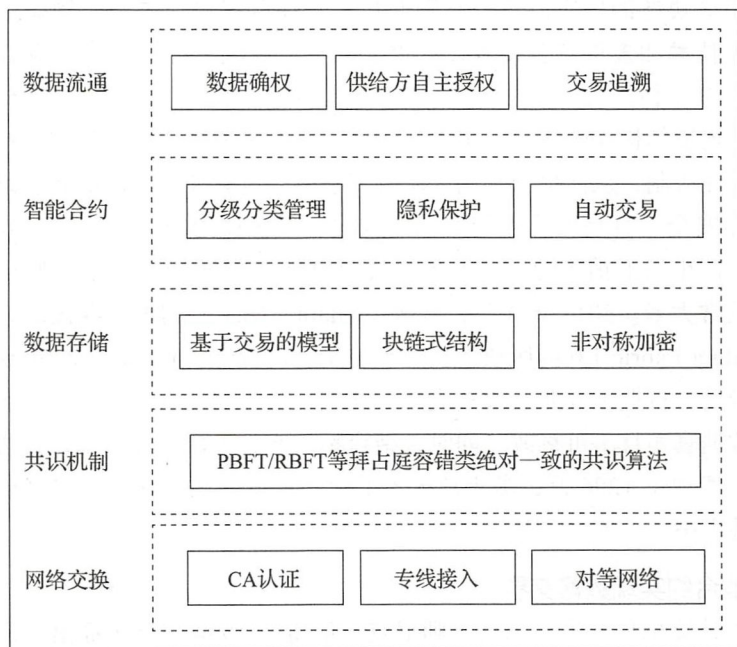 数据流通
数据确权
供给方自主授权
交易追溯
智能合约
分级分类管理
隐私保护
自动交易
数据存储
基于交易的模型
块链式结构
非对称加密
共识机制
PBFT/RBFT等拜占庭容错类绝对一致的共识算法
网络交换
CA认证
专线接入
对等网络